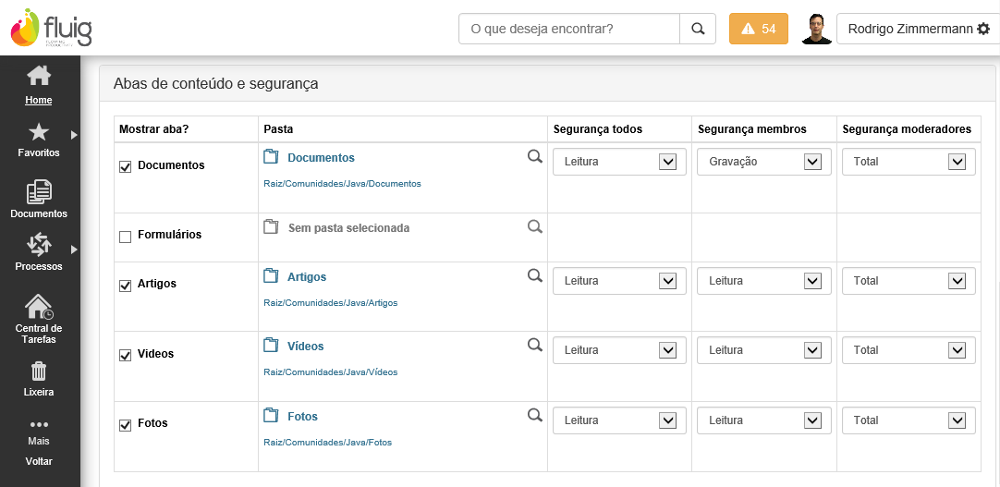 fluig
O que deseja encontrar?
54
Rodrigo Zimmermann
Home
Favoritos
Documentos
Processos
Central de
Tarefas
Lixeira
Mais
Voltar
Abas de conteúdo e segurança
Mostrar aba? Pasta Segurança todos Segurança membros Segurança moderadores
Documentos Documentos Leitura Gravação Total
Raiz/Comunidades/Java/Documentos
Formulários Sem pasta selecionada
Artigos Artigos Leitura Leitura Total
Raiz/Comunidades/Java/Artigos
Videos Vídeos Leitura Leitura Total
Raiz/Comunidades/Java/Vídeos
Fotos Fotos Leitura Leitura Total
Raiz/Comunidades/Java/Fotos